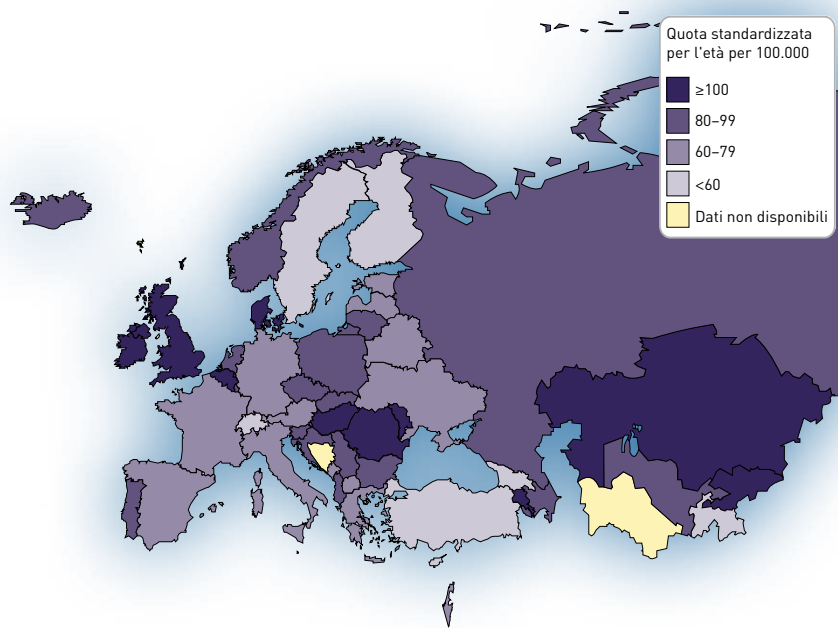 Quota standardizzata
per l'età per 100.000
≥100
80–99
60–79
<60
Dati non disponibili